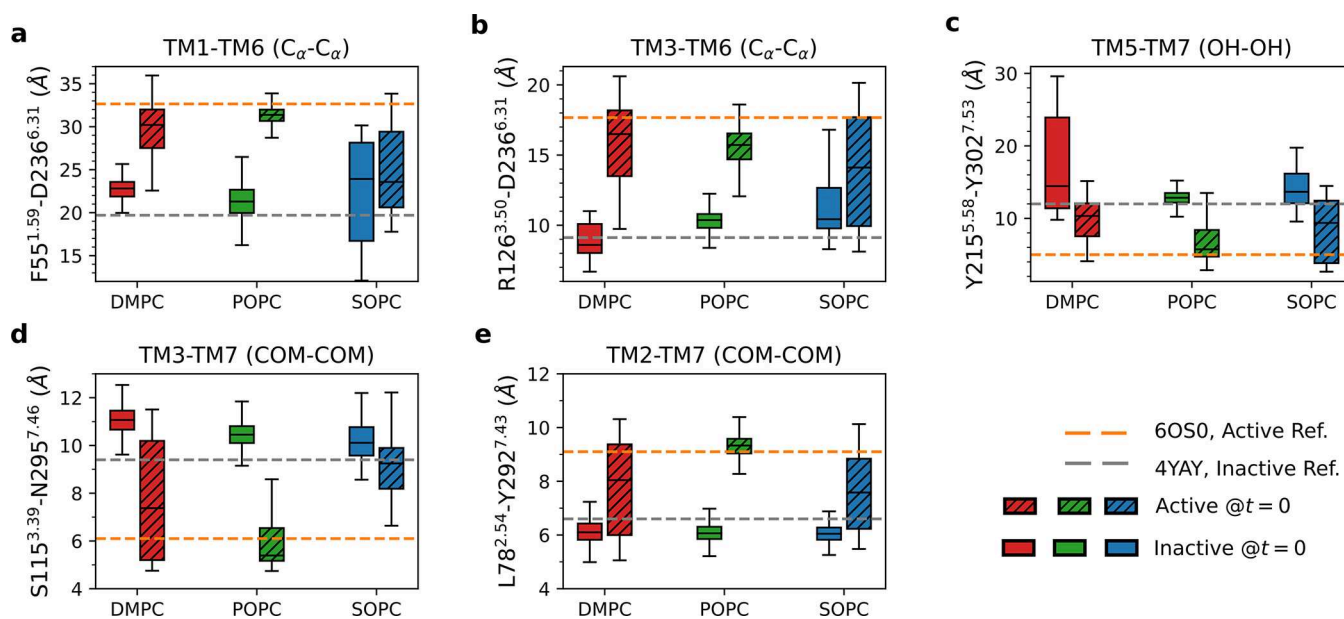 a
TM1-TM6 (Cα-Cα)
F55^1.59-D236^6.31 (Å)
35
30
25
20
15
DMPC POPC SOPC
b
TM3-TM6 (Cα-Cα)
R126^3.50-D236^6.31 (Å)
20
15
10
DMPC POPC SOPC
c
TM5-TM7 (OH-OH)
Y215^5.58-Y302^7.53 (Å)
30
20
10
DMPC POPC SOPC
d
TM3-TM7 (COM-COM)
S115^3.39-N295^7.46 (Å)
12
10
8
6
4
DMPC POPC SOPC
e
TM2-TM7 (COM-COM)
L78^2.54-Y292^7.43 (Å)
12
10
8
6
4
DMPC POPC SOPC
6OS0, Active Ref.
4YAY, Inactive Ref.
Active @t = 0
Inactive @t = 0